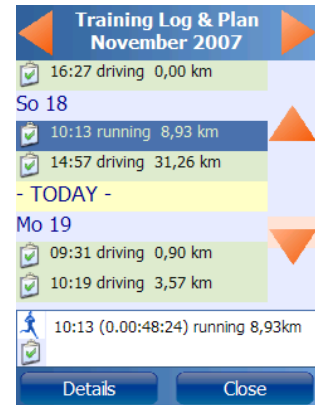 Training Log & Plan
November 2007
16:27 driving 0,00 km
So 18
10:13 running 8,93 km
14:57 driving 31,26 km
- TODAY -
Mo 19
09:31 driving 0,90 km
10:19 driving 3,57 km
10:13 (0.00:48:24) running 8,93km
Details Close